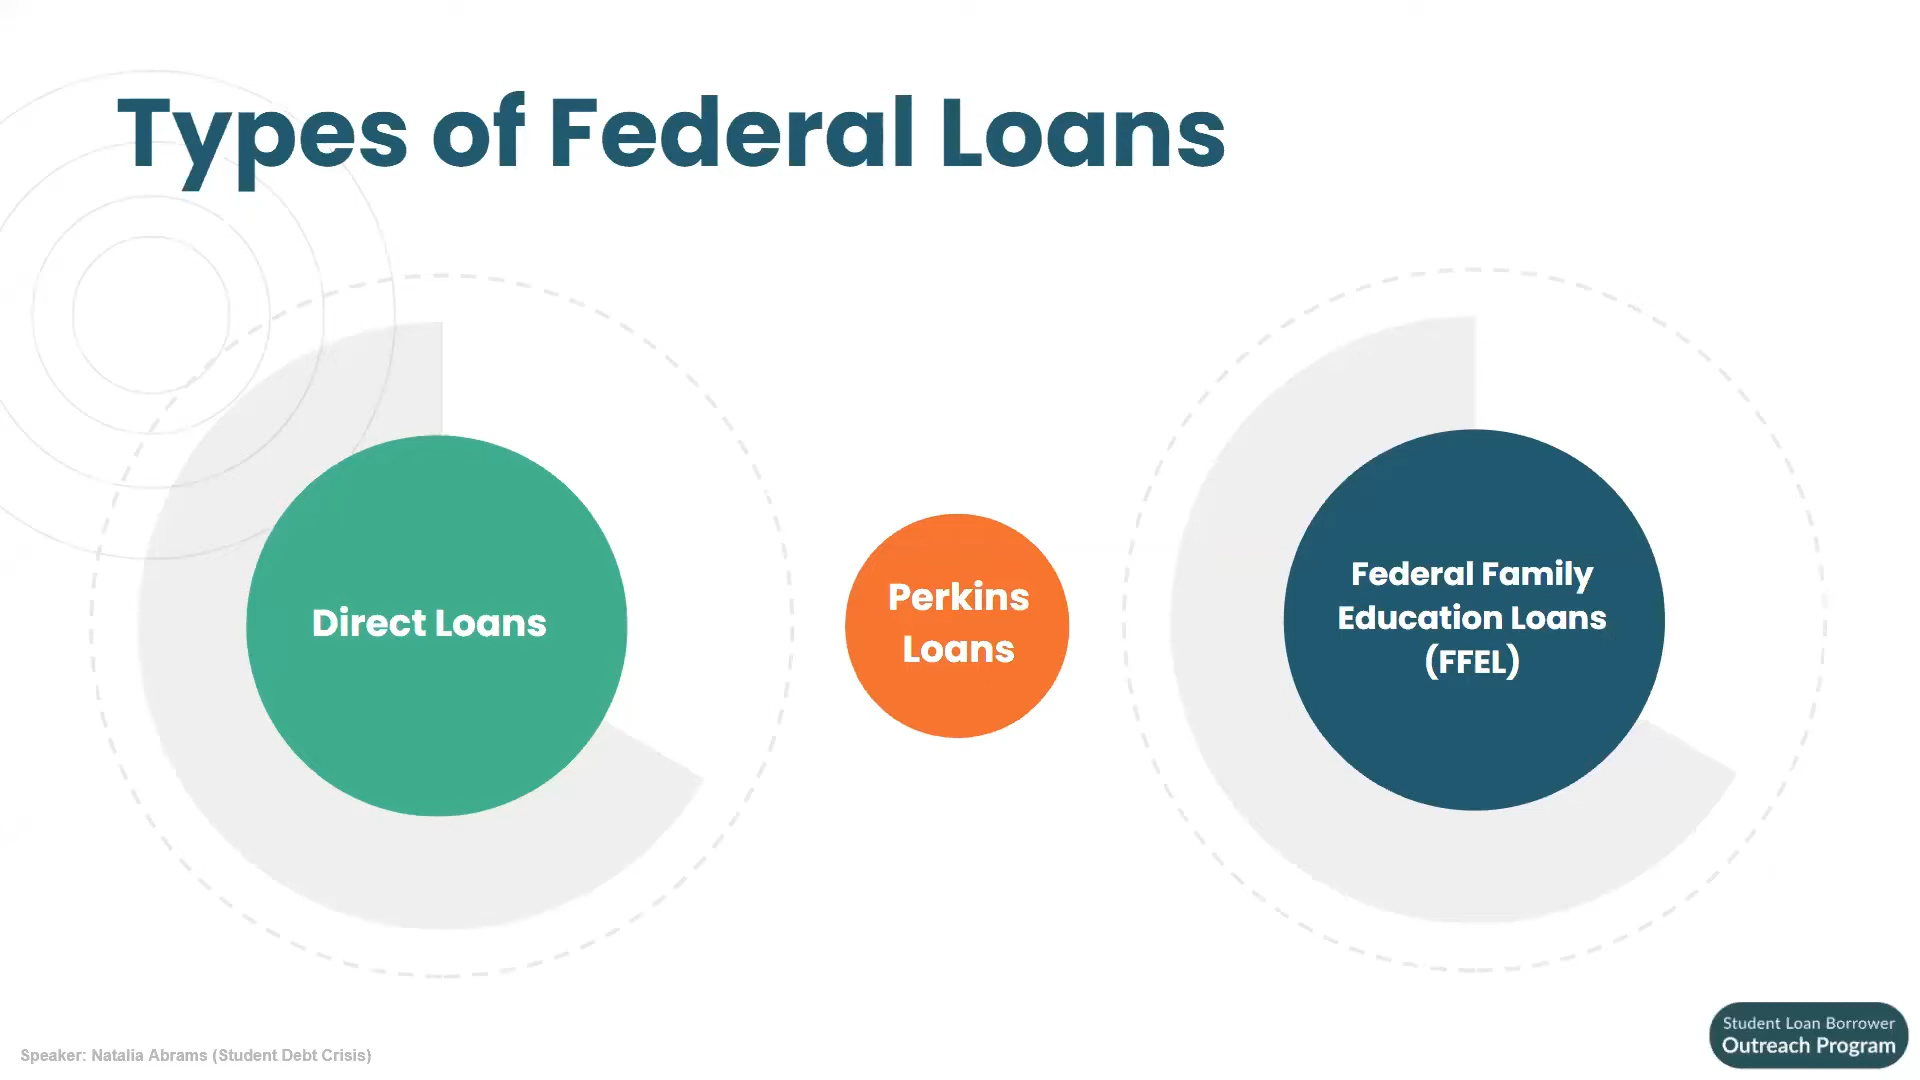 Types of Federal Loans
Direct Loans
Perkins
Loans
Federal Family
Education Loans
(FFEL)
Speaker: Natalia Abrams (Student Debt Crisis)
Student Loan Borrower
Outreach Program